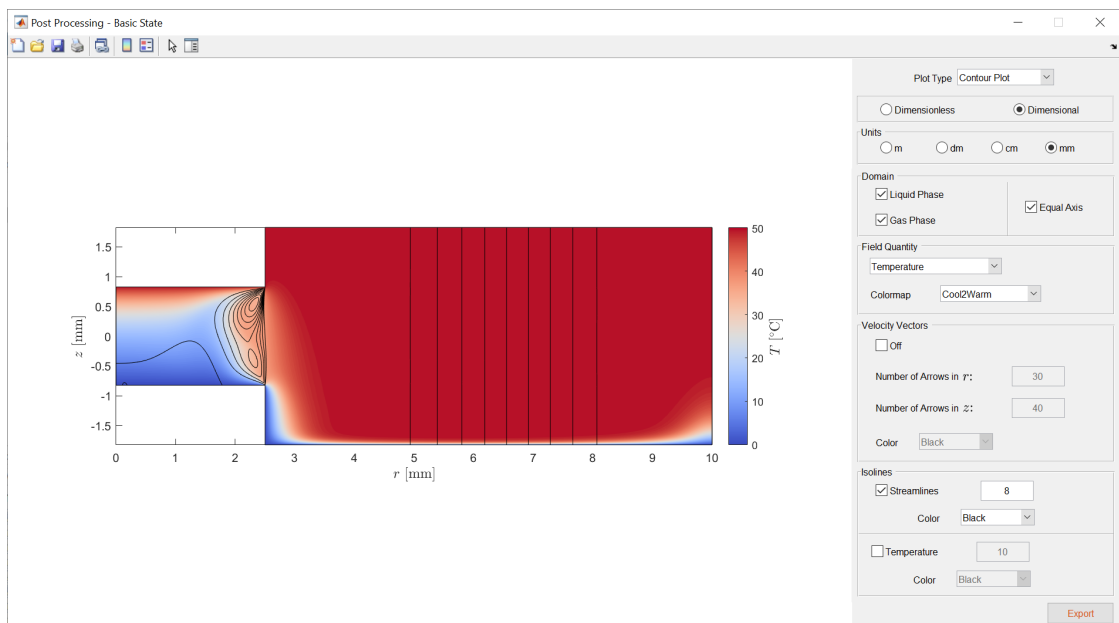 Post Processing - Basic State
Plot Type Contour Plot
Dimensionless Dimensional
Units
m dm cm mm
Domain
Liquid Phase
Gas Phase
Equal Axis
Field Quantity
Temperature
Colormap Cool2Warm
Velocity Vectors
Off
Number of Arrows in r: 30
Number of Arrows in z: 40
Color Black
Isolines
Streamlines 8
Color Black
Temperature 10
Color Black
Export
z [mm]
1.5
1
0.5
0
-0.5
-1
-1.5
0 1 2 3 4 5 6 7 8 9 10
r [mm]
50
40
30
20
10
0
T [°C]